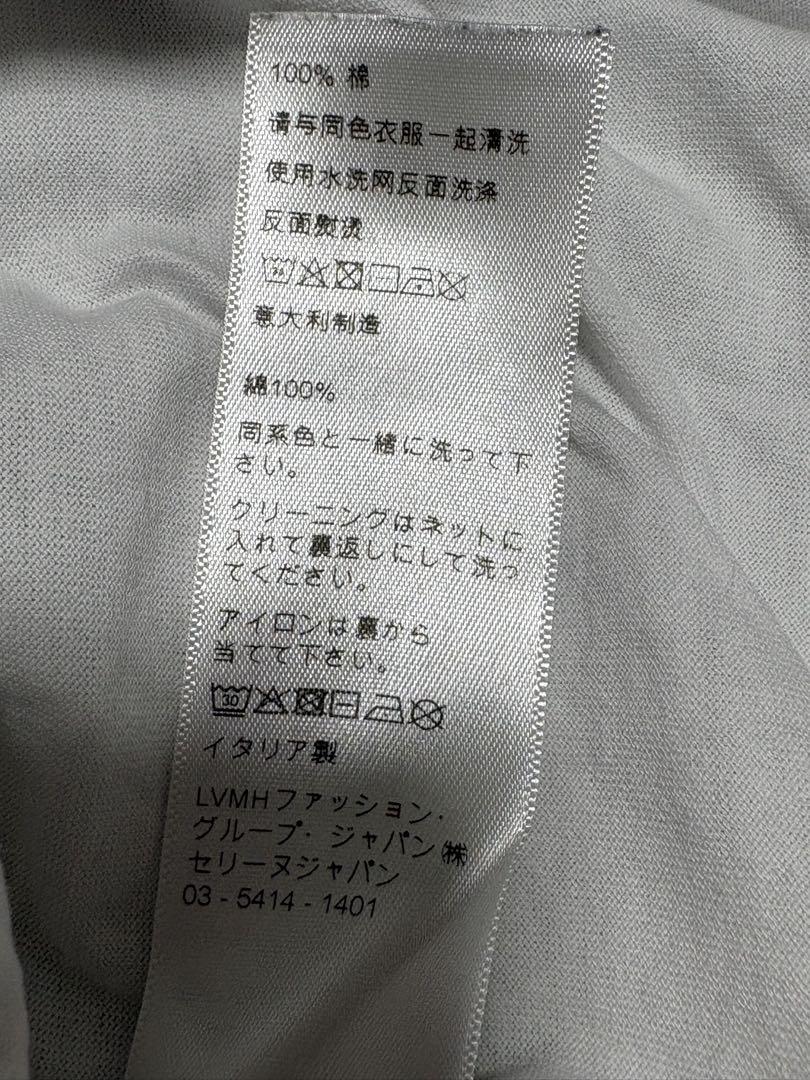 100% 棉
请与同色衣服一起清洗
使用水洗网反面洗涤
反面熨烫
30
意大利制造
綿100%
同系色と一緒に洗って下
さい。
クリーニングはネットに
入れて裏返しにして洗っ
てください。
アイロンは裏から
当てて下さい。
30
イタリア製
LVMHファッション・
グループ・ジャパン㈱
セリーヌジャパン
03 - 5414 - 1401